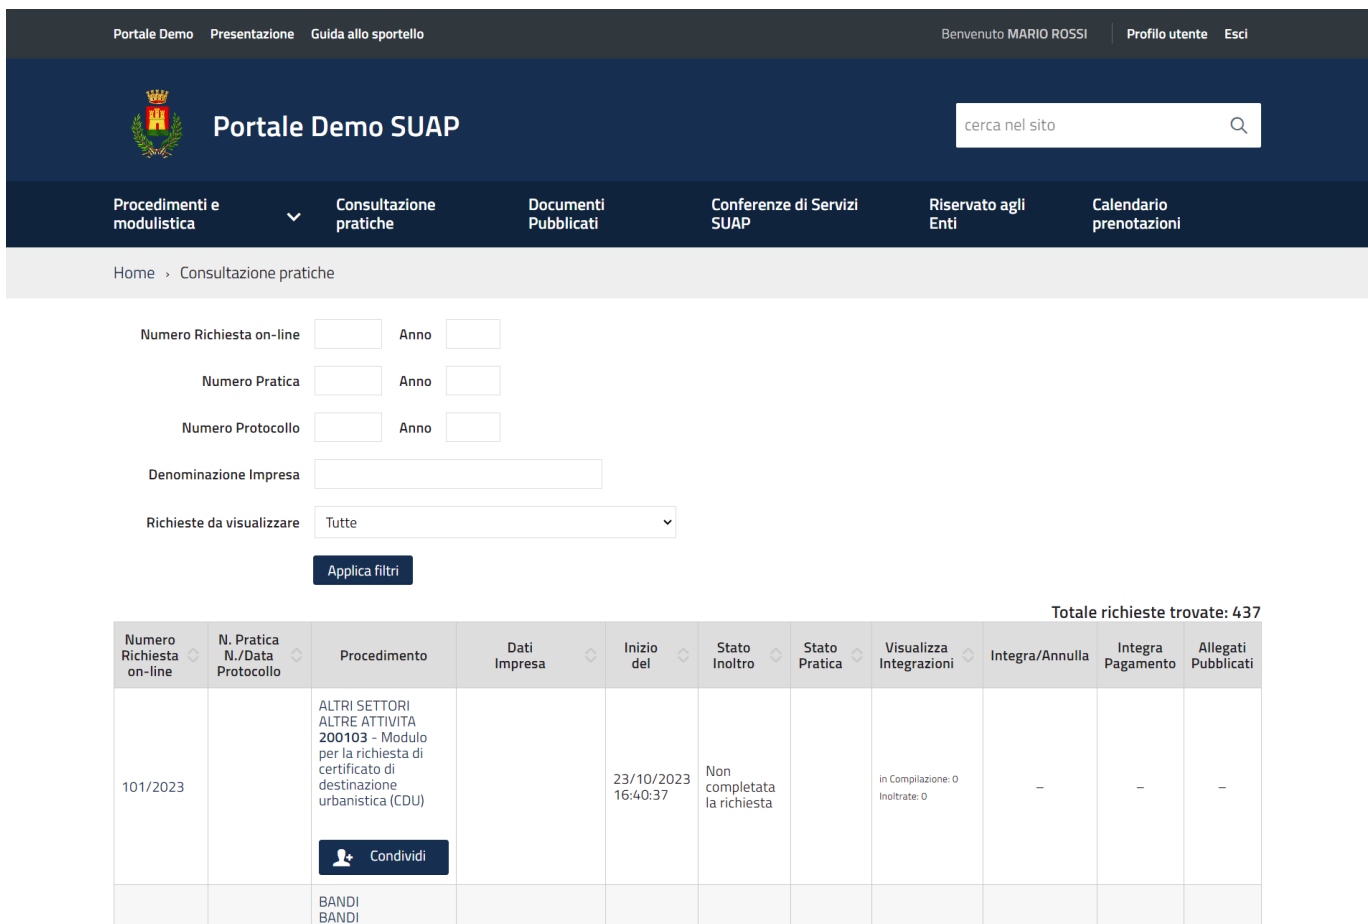 Portale Demo Presentazione Guida allo sportello Benvenuto MARIO ROSSI Profilo utente Esci
Portale Demo SUAP
cerca nel sito
Procedimenti e
modulistica
Consultazione
pratiche
Documenti
Pubblicati
Conferenze di Servizi
SUAP
Riservato agli
Enti
Calendario
prenotazioni
Home › Consultazione pratiche
Numero Richiesta on-line Anno
Numero Pratica Anno
Numero Protocollo Anno
Denominazione Impresa
Richieste da visualizzare Tutte
Applica filtri
Totale richieste trovate: 437
Numero
Richiesta
on-line
N. Pratica
N./Data
Protocollo
Procedimento
Dati
Impresa
Inizio
del
Stato
Inoltro
Stato
Pratica
Visualizza
Integrazioni
Integra/Annulla
Integra
Pagamento
Allegati
Pubblicati
101/2023
ALTRI SETTORI
ALTRE ATTIVITA
200103 - Modulo
per la richiesta di
certificato di
destinazione
urbanistica (CDU)
Condividi
23/10/2023
16:40:37
Non
completata
la richiesta
in Compilazione: 0
Inoltrate: 0
–
–
–
BANDI
BANDI